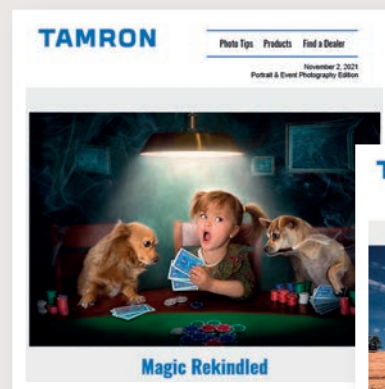 TAMRON
Photo Tips Products Find a Dealer
November 2, 2021
Portrait & Event Photography Edition
Magic Rekindled